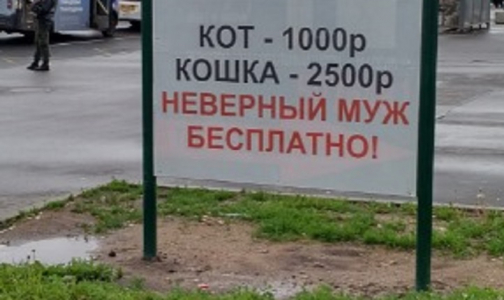 КОТ - 1000р
КОШКА - 2500р
НЕВЕРНЫЙ МУЖ
БЕСПЛАТНО!